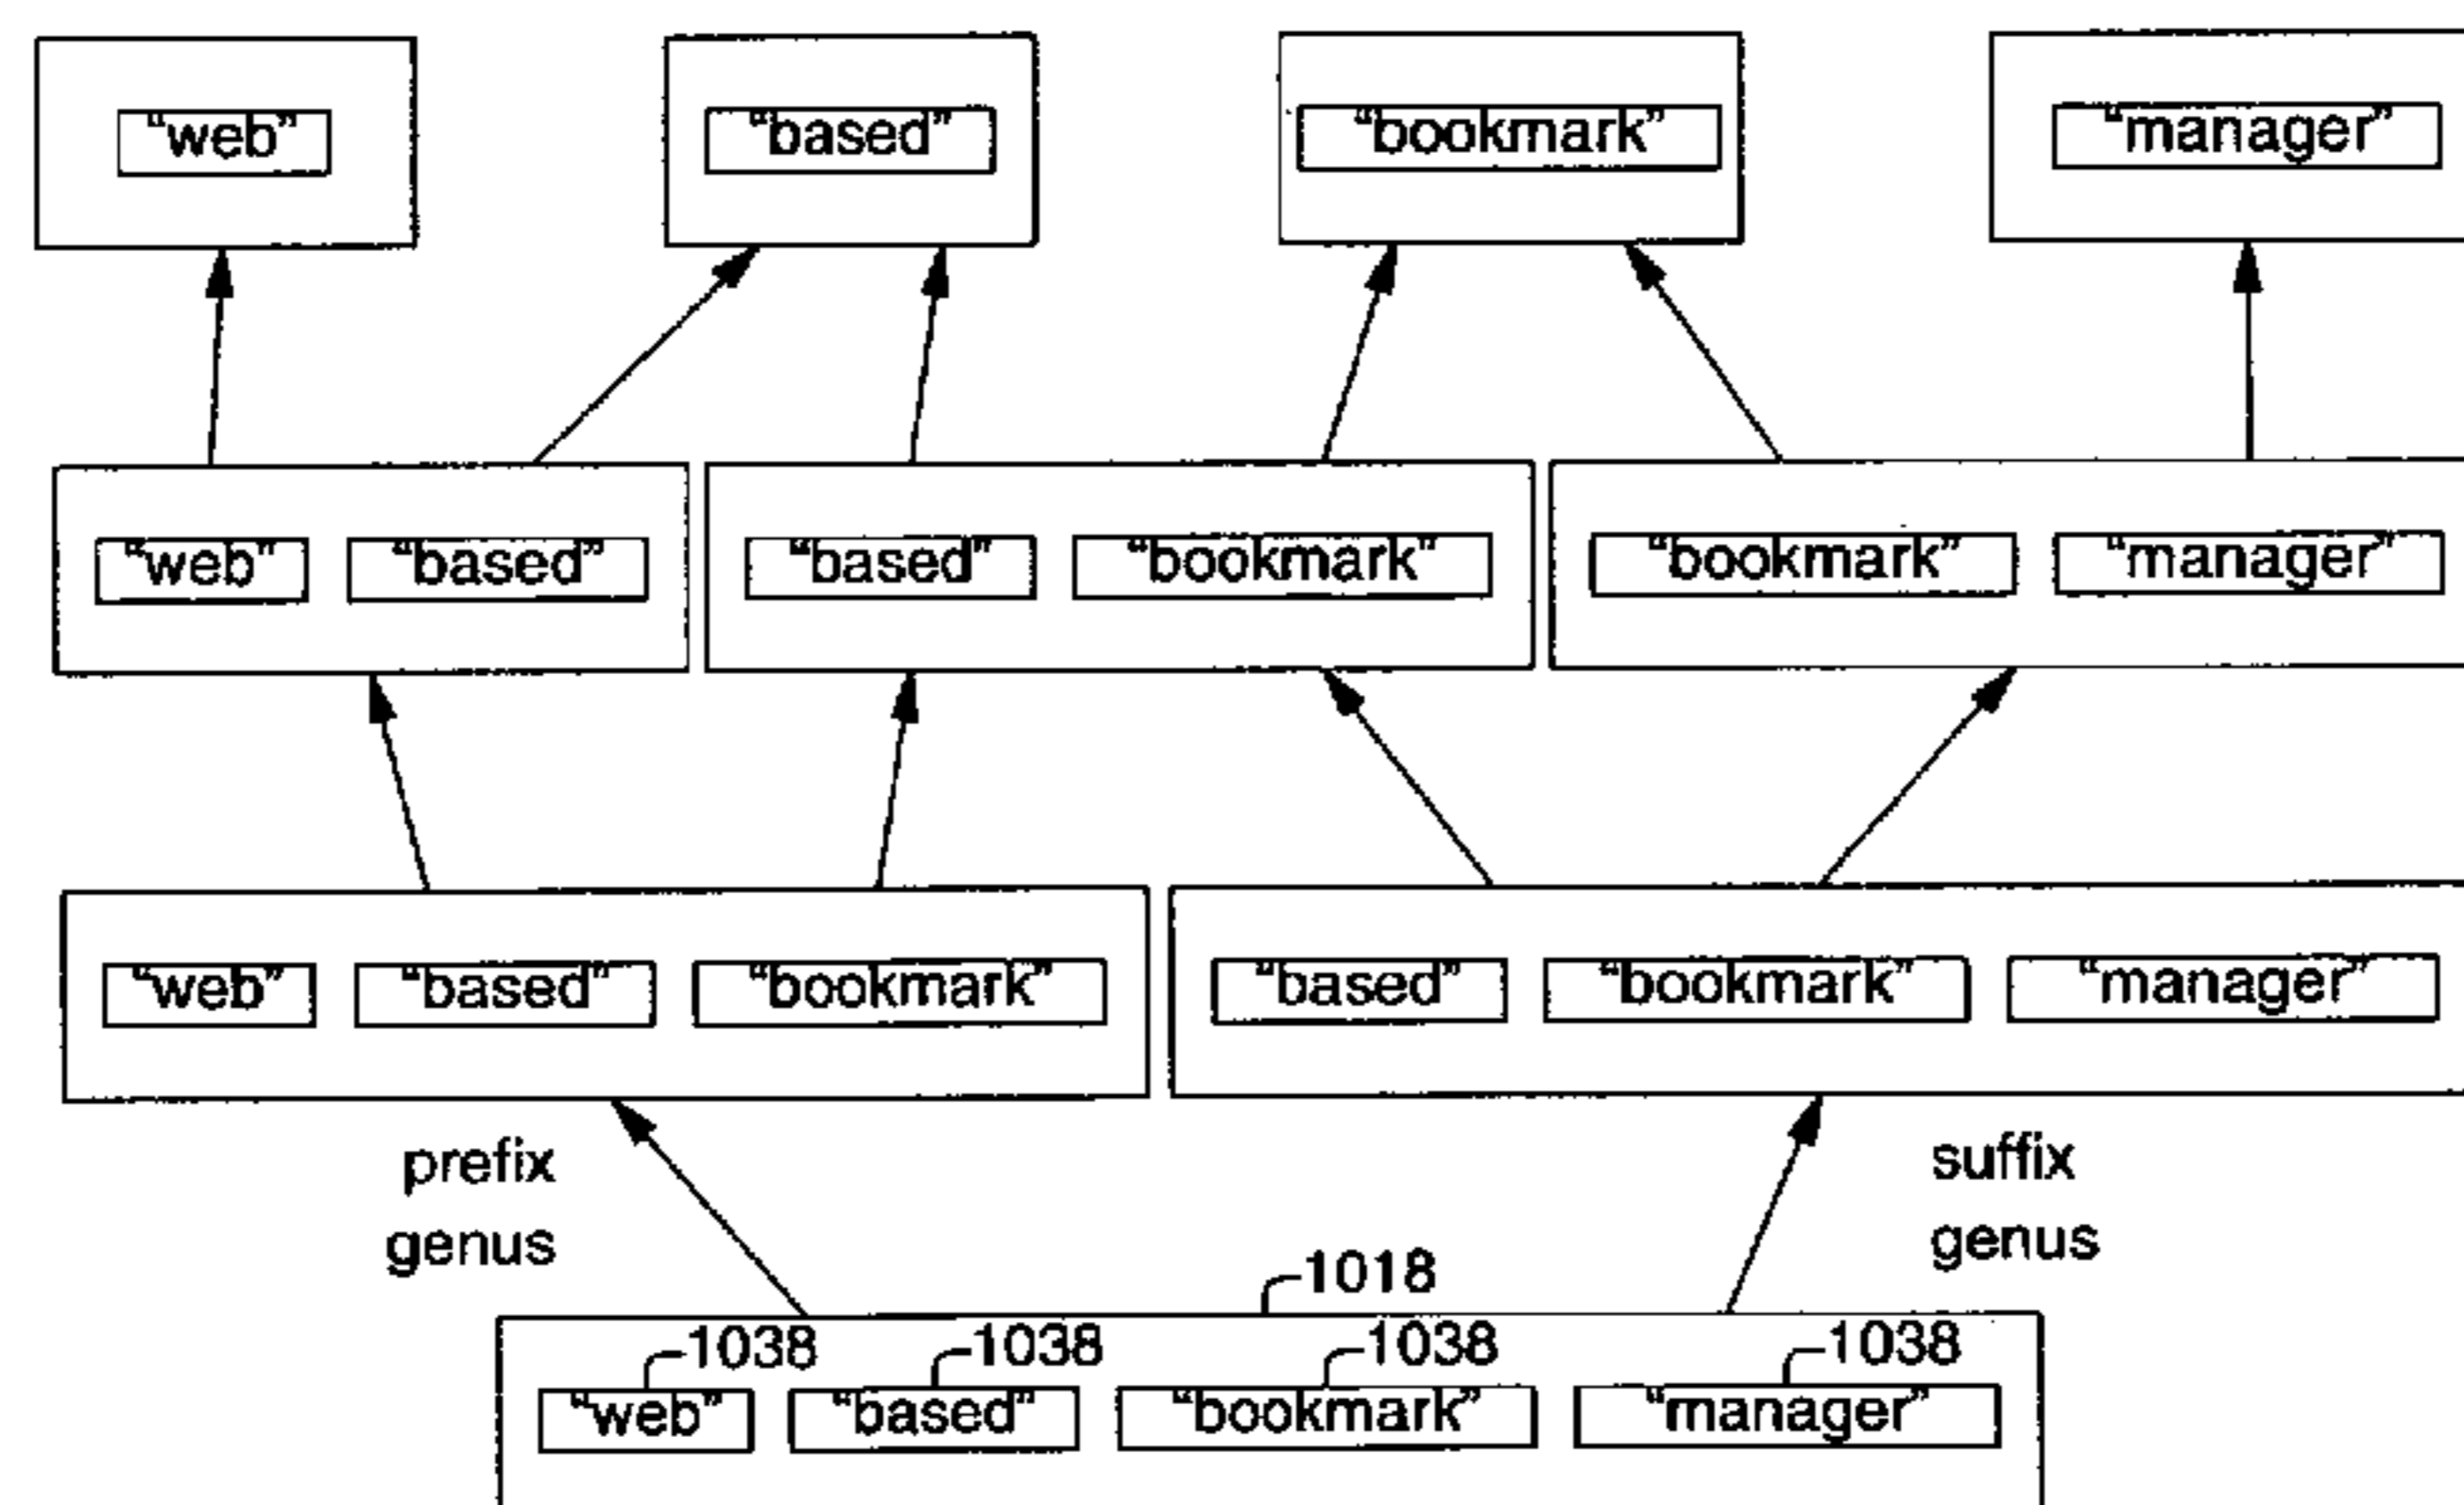 “web” “based” “bookmark” “manager”
“web” “based” “based” “bookmark” “bookmark” “manager”
“web” “based” “bookmark” “based” “bookmark” “manager”
prefix genus
suffix genus
1018
1038 1038 1038 1038
“web” “based” “bookmark” “manager”